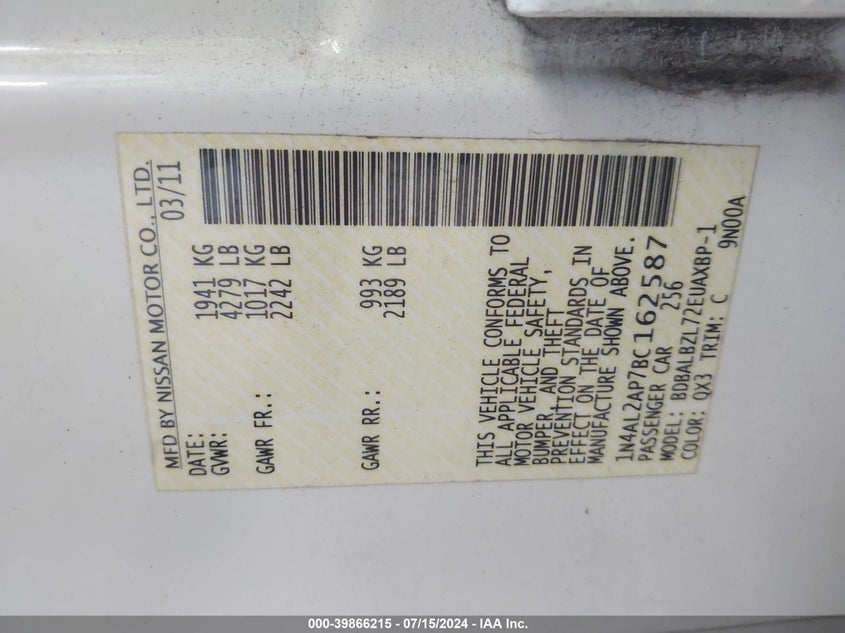 MFD BY NISSAN MOTOR CO., LTD.
DATE: 03/11
GVWR: 1941 KG
4279 LB
GAWR FR.: 1017 KG
2242 LB
GAWR RR.: 993 KG
2189 LB
THIS VEHICLE CONFORMS TO
ALL APPLICABLE FEDERAL
MOTOR VEHICLE SAFETY,
BUMPER, AND THEFT
PREVENTION STANDARDS IN
EFFECT ON THE DATE OF
MANUFACTURE SHOWN ABOVE.
1N4AL2AP7BC162587
PASSENGER CAR 256
MODEL: BDBALBZL72EUAXBP-1
COLOR: QX3 TRIM: C 9N00A
000-39866215 - 07/15/2024 - IAA Inc.